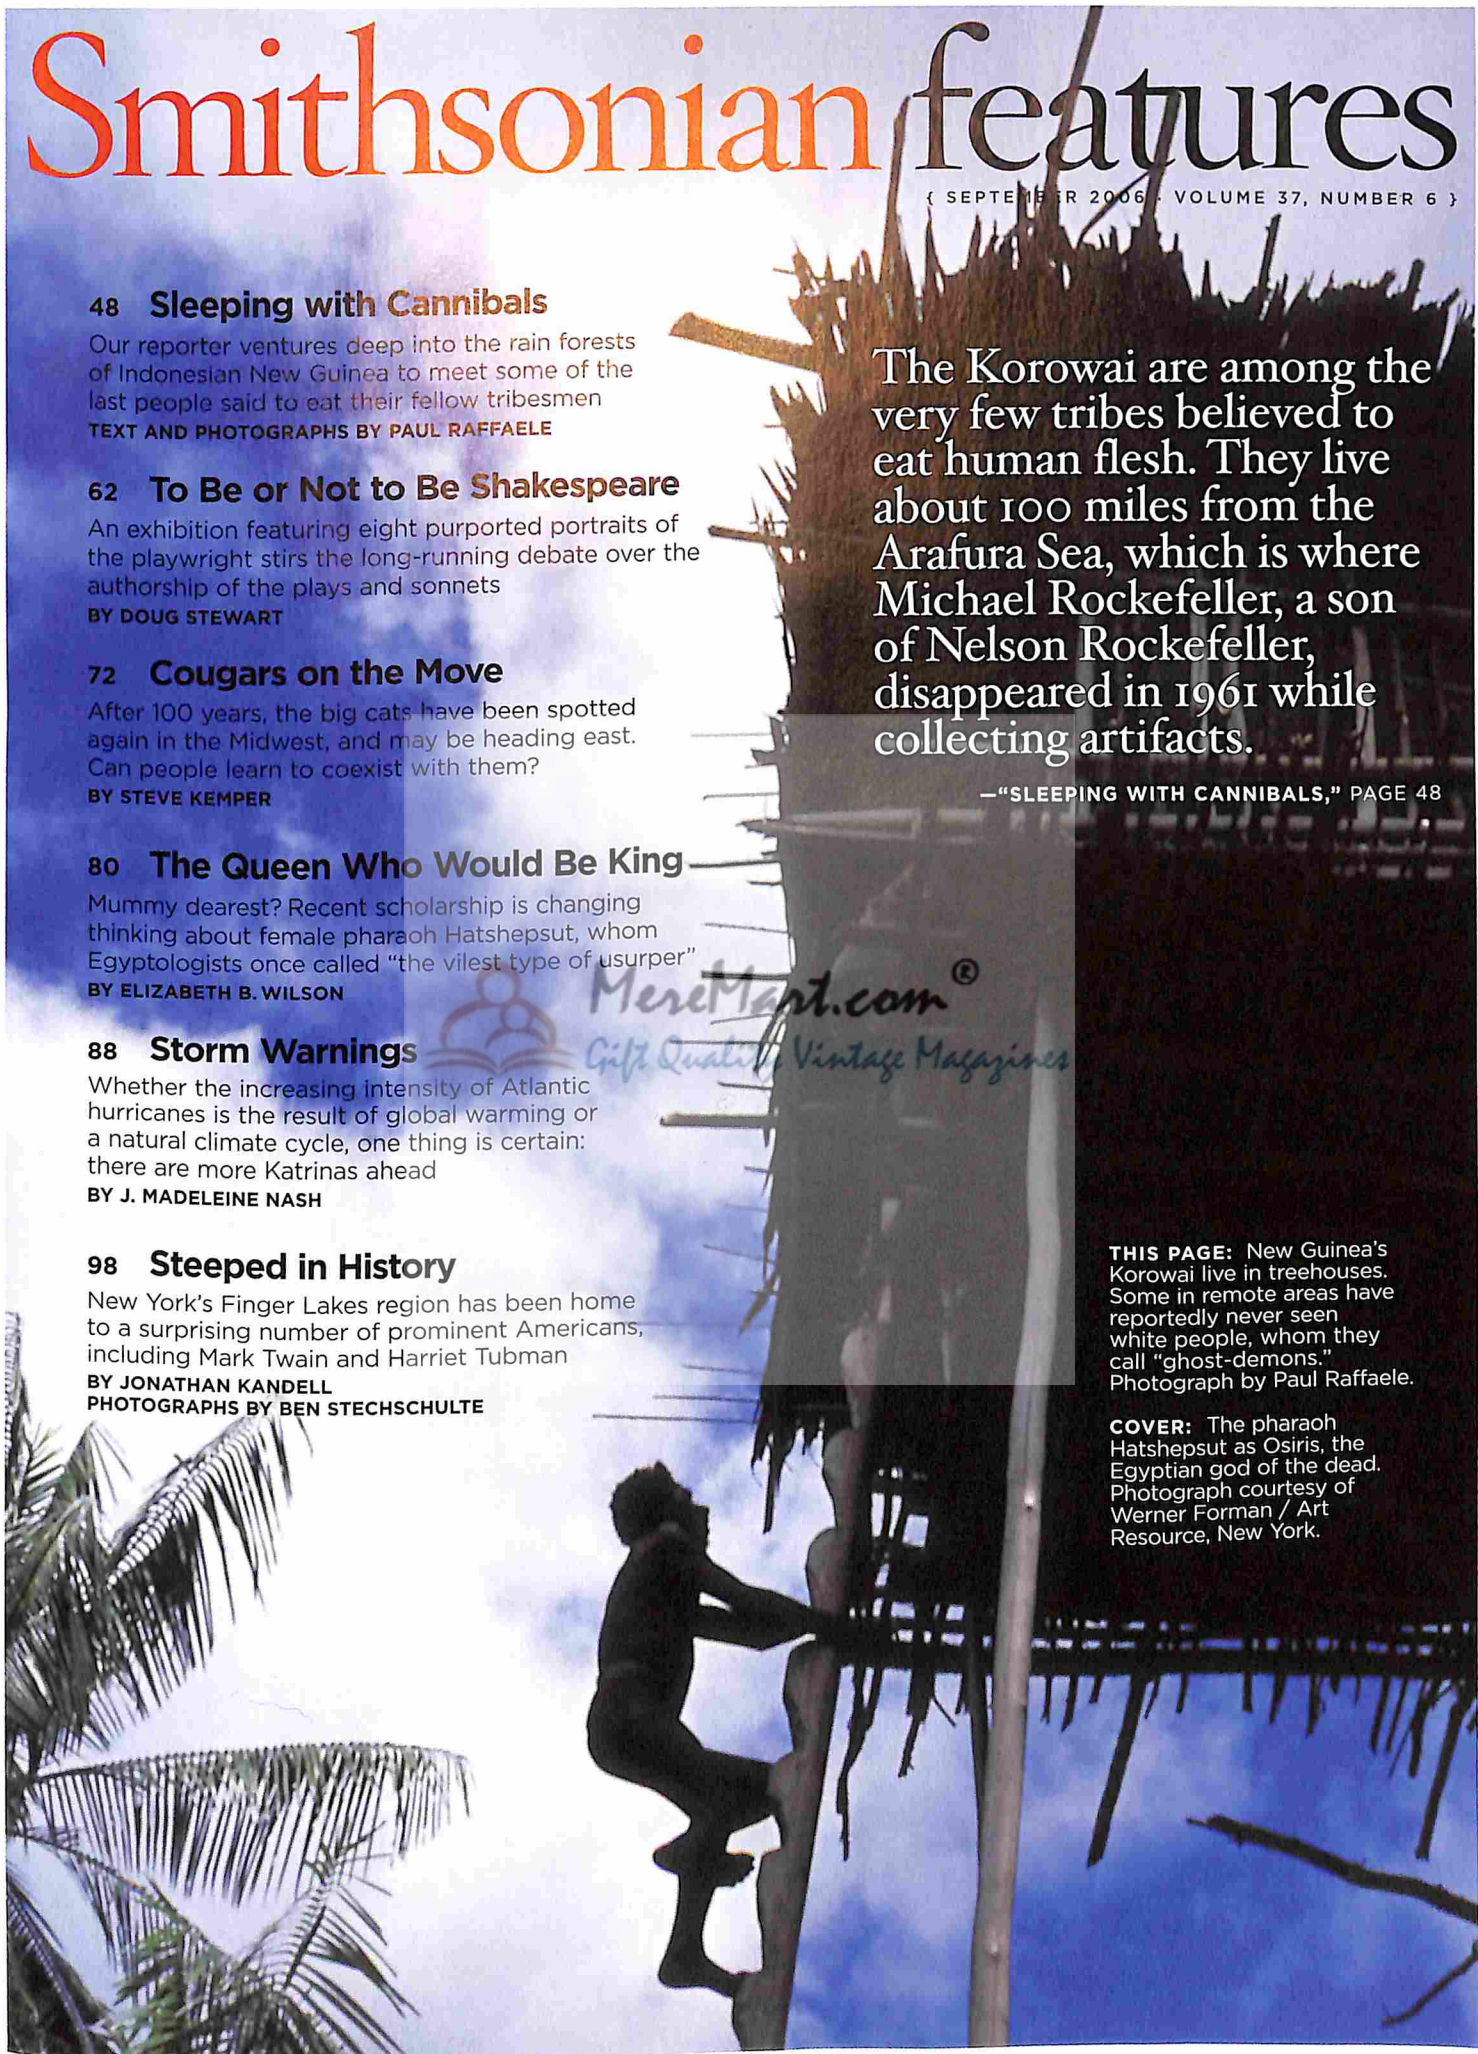 Smithsonian features
{ SEPTEMBER 2006 · VOLUME 37, NUMBER 6 }
48 Sleeping with Cannibals
Our reporter ventures deep into the rain forests
of Indonesian New Guinea to meet some of the
last people said to eat their fellow tribesmen
TEXT AND PHOTOGRAPHS BY PAUL RAFFAELE
62 To Be or Not to Be Shakespeare
An exhibition featuring eight purported portraits of
the playwright stirs the long-running debate over the
authorship of the plays and sonnets
BY DOUG STEWART
72 Cougars on the Move
After 100 years, the big cats have been spotted
again in the Midwest, and may be heading east.
Can people learn to coexist with them?
BY STEVE KEMPER
80 The Queen Who Would Be King
Mummy dearest? Recent scholarship is changing
thinking about female pharaoh Hatshepsut, whom
Egyptologists once called “the vilest type of usurper”
BY ELIZABETH B. WILSON
88 Storm Warnings
Whether the increasing intensity of Atlantic
hurricanes is the result of global warming or
a natural climate cycle, one thing is certain:
there are more Katrinas ahead
BY J. MADELEINE NASH
98 Steeped in History
New York's Finger Lakes region has been home
to a surprising number of prominent Americans,
including Mark Twain and Harriet Tubman
BY JONATHAN KANDELL
PHOTOGRAPHS BY BEN STECHSCHULTE
The Korowai are among the
very few tribes believed to
eat human flesh. They live
about 100 miles from the
Arafura Sea, which is where
Michael Rockefeller, a son
of Nelson Rockefeller,
disappeared in 1961 while
collecting artifacts.
—“SLEEPING WITH CANNIBALS,” PAGE 48
MereMart.com®
Gift Quality Vintage Magazines
THIS PAGE: New Guinea's
Korowai live in treehouses.
Some in remote areas have
reportedly never seen
white people, whom they
call “ghost-demons.”
Photograph by Paul Raffaele.
COVER: The pharaoh
Hatshepsut as Osiris, the
Egyptian god of the dead.
Photograph courtesy of
Werner Forman / Art
Resource, New York.